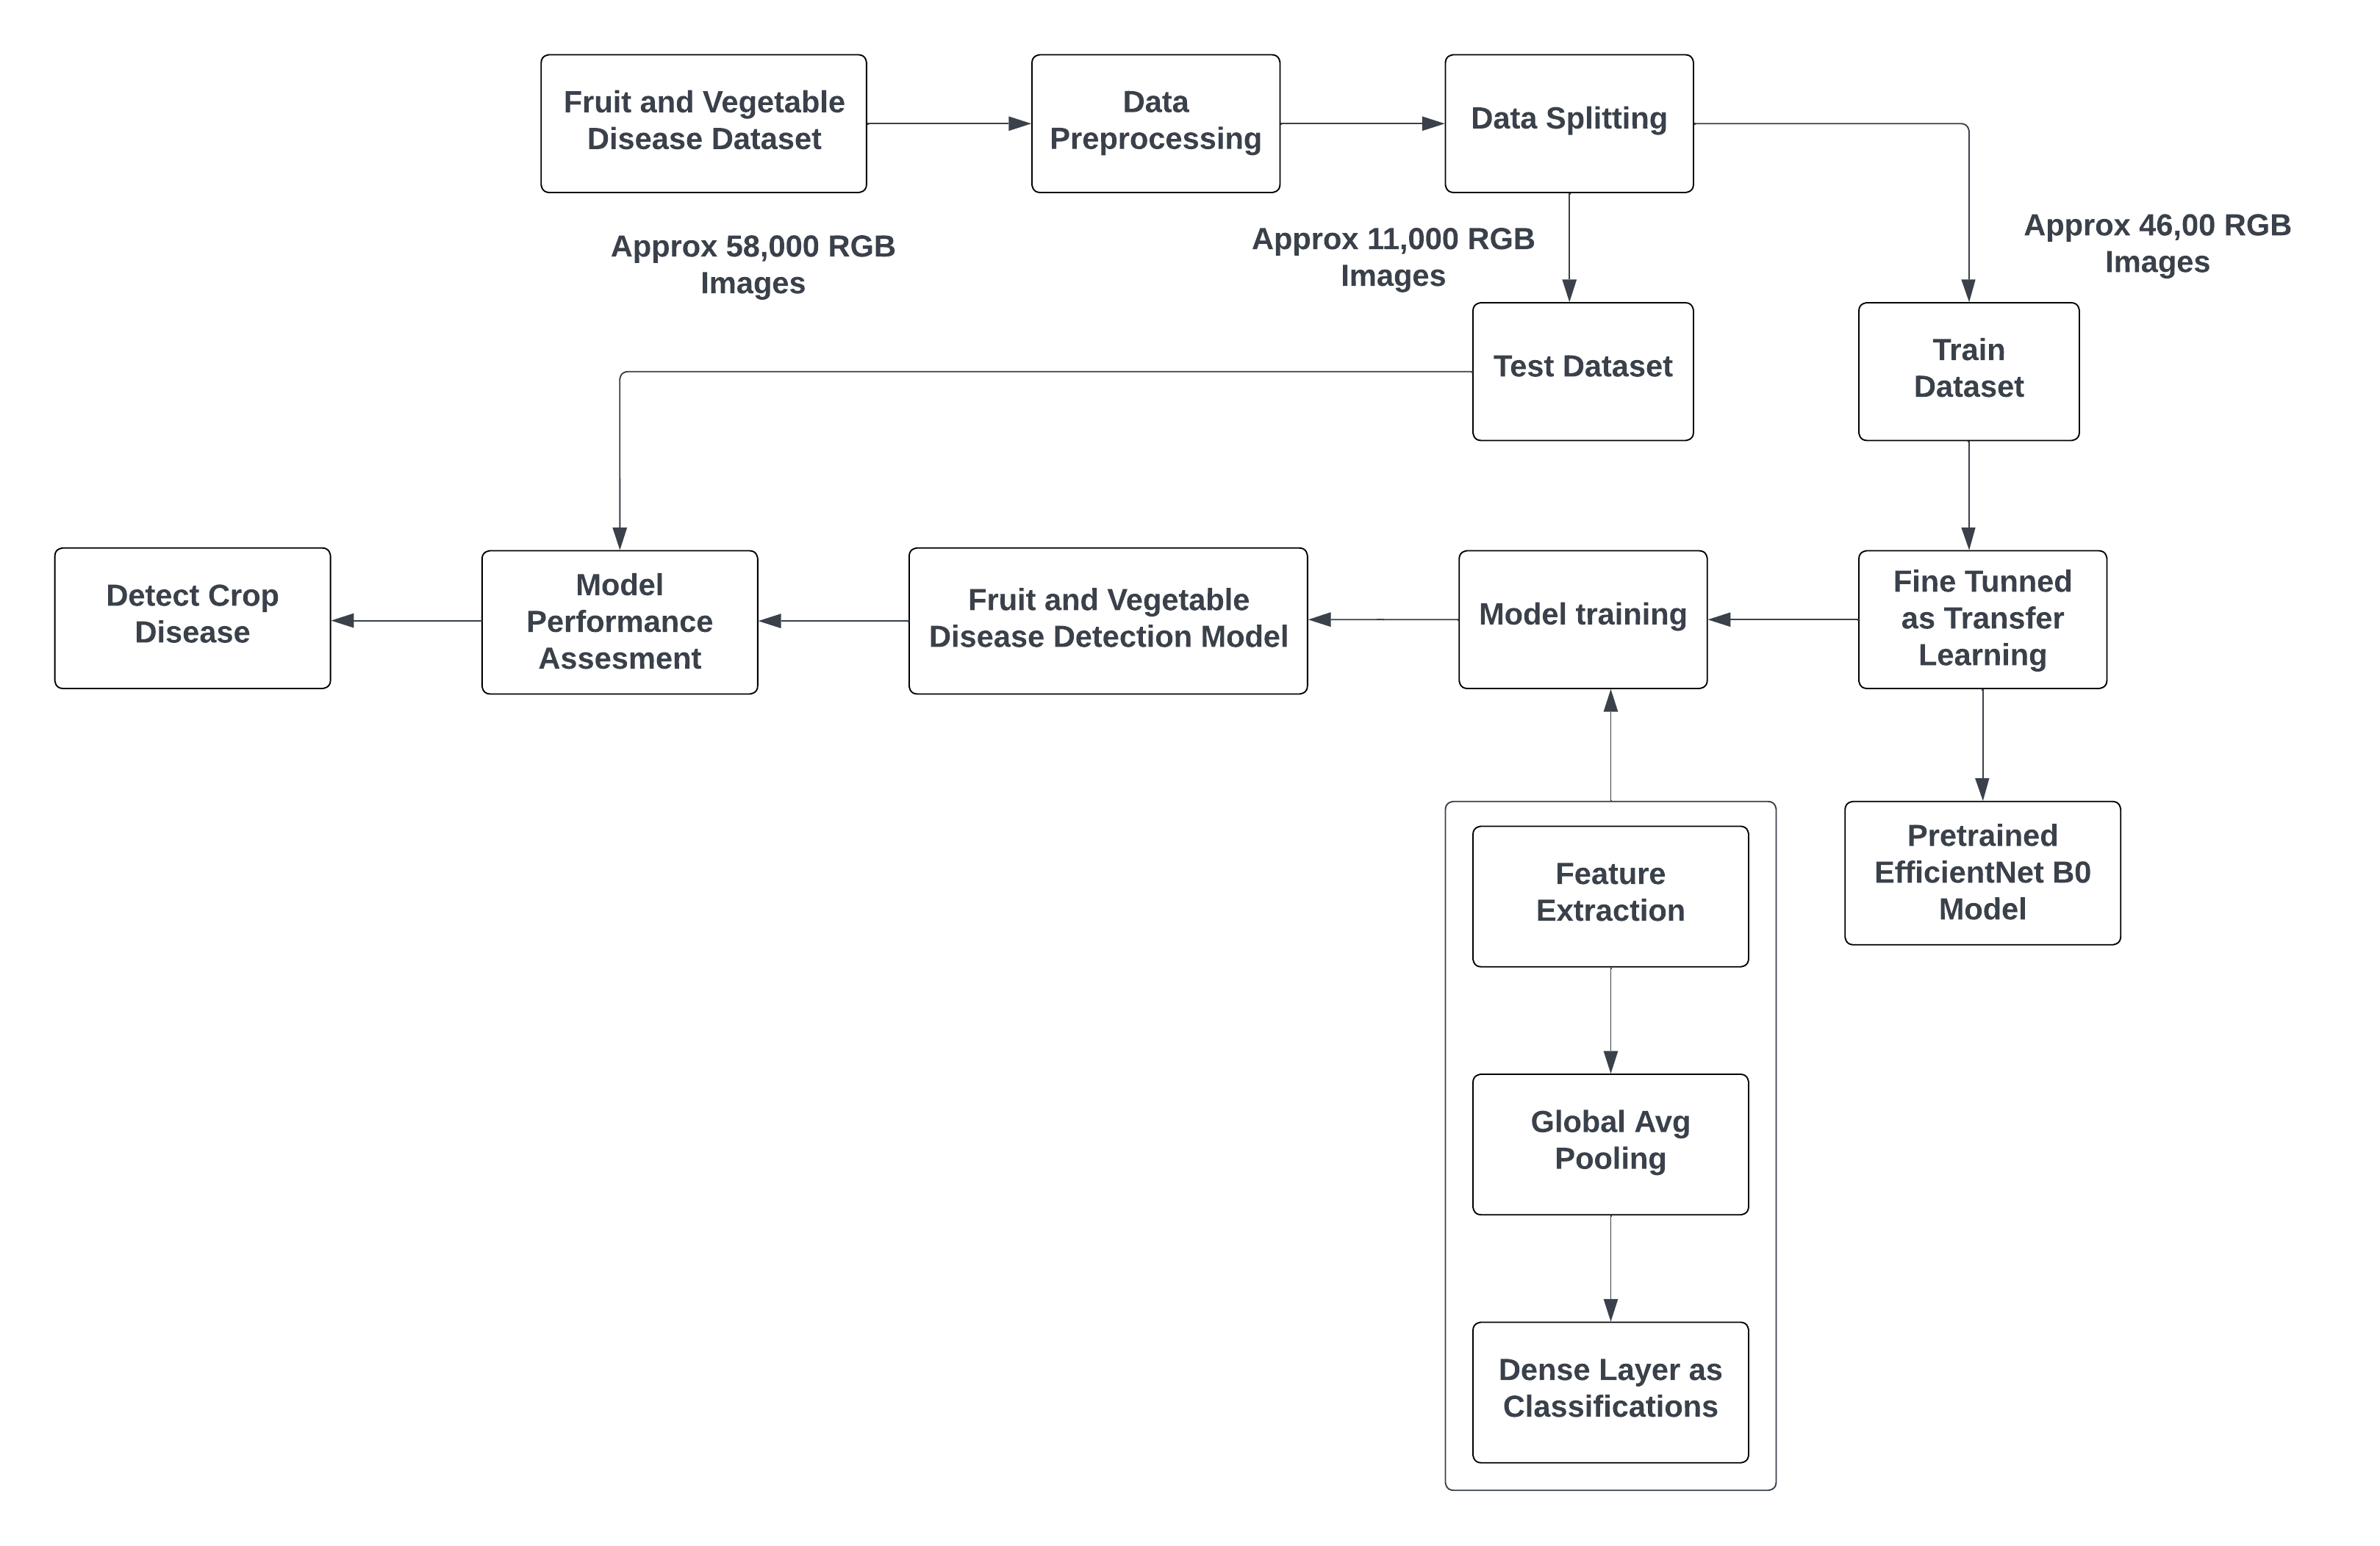 Fruit and Vegetable
Disease Dataset
Data
Preprocessing
Data Splitting
Approx 58,000 RGB
Images
Approx 11,000 RGB
Images
Approx 46,00 RGB
Images
Test Dataset
Train
Dataset
Detect Crop
Disease
Model
Performance
Assesment
Fruit and Vegetable
Disease Detection Model
Model training
Fine Tunned
as Transfer
Learning
Feature
Extraction
Pretrained
EfficientNet B0
Model
Global Avg
Pooling
Dense Layer as
Classifications